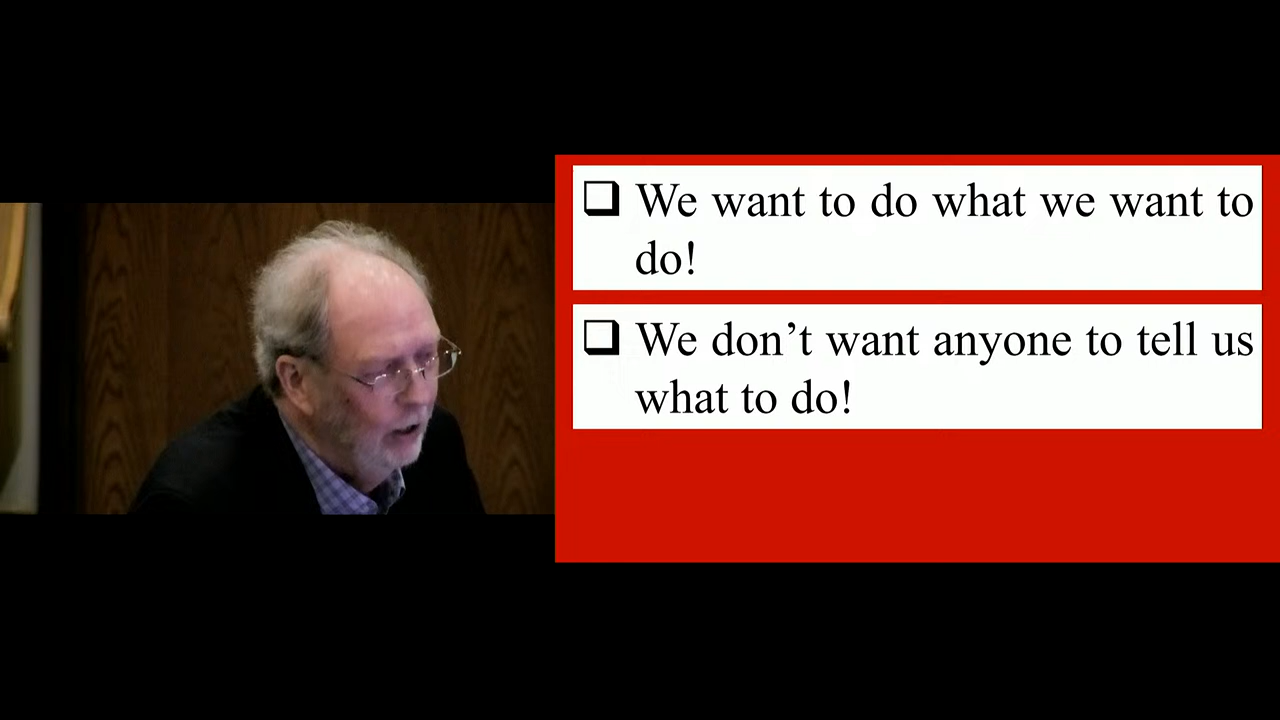 We want to do what we want to
do!
We don’t want anyone to tell us
what to do!